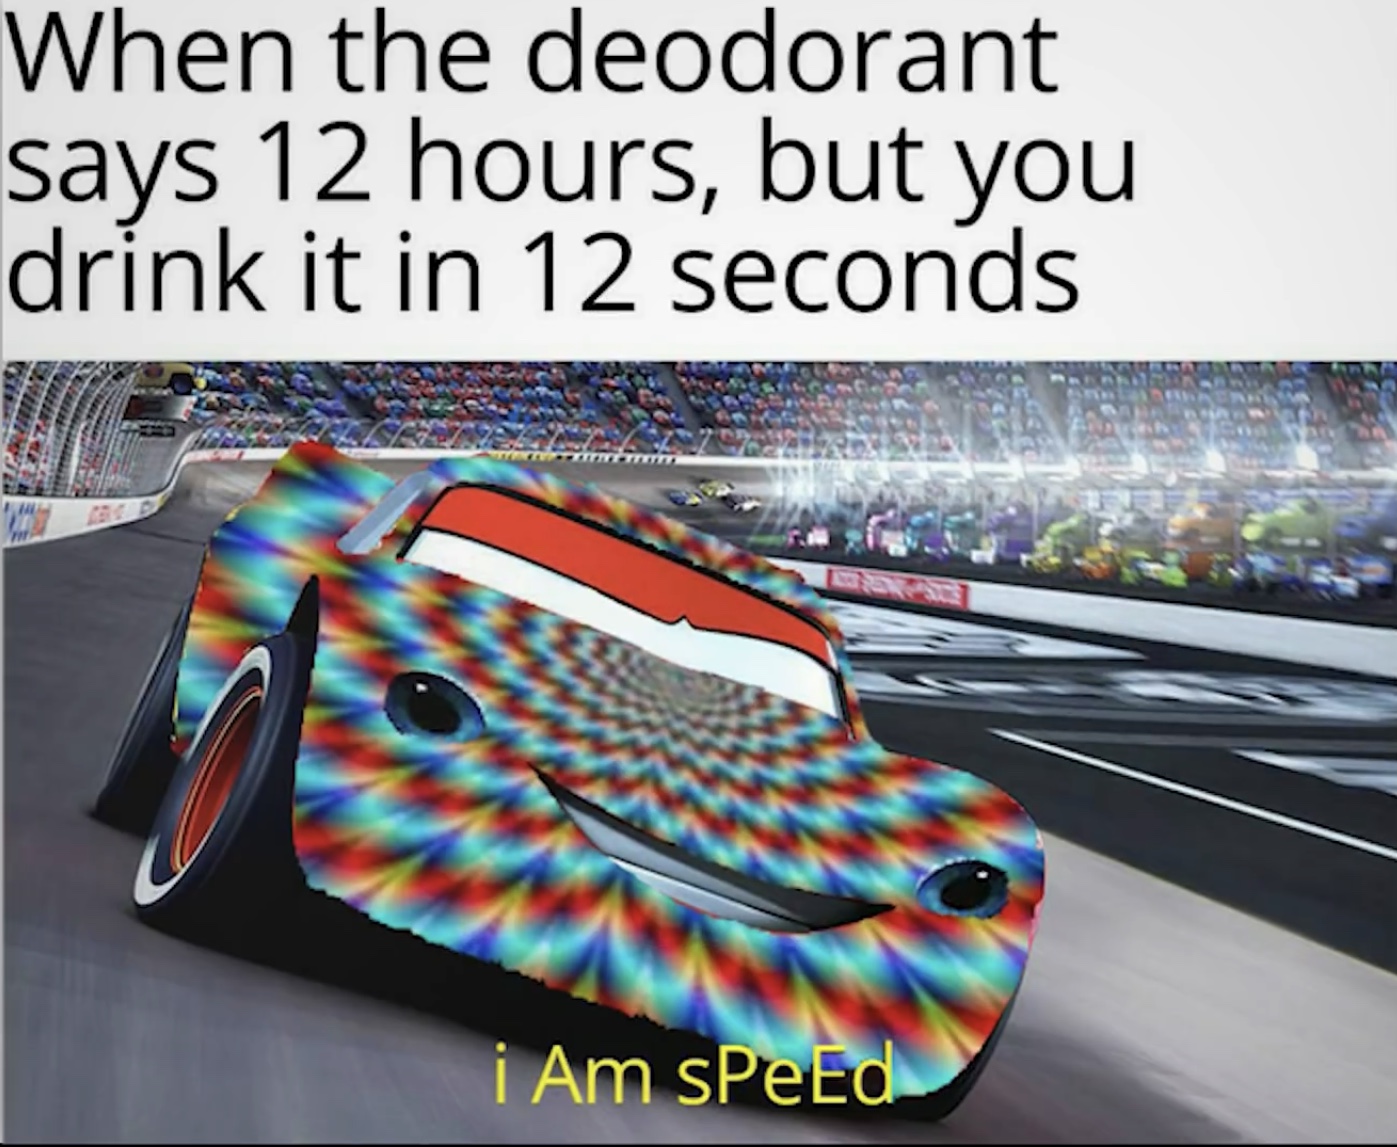 When the deodorant
says 12 hours, but you
drink it in 12 seconds
i Am sPeEd